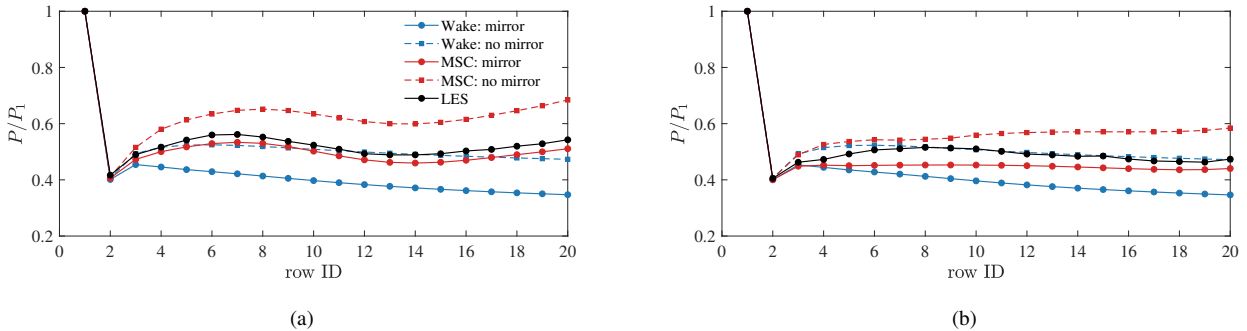 1
0.8
0.6
0.4
0.2
P/P1
0 2 4 6 8 10 12 14 16 18 20
row ID
Wake: mirror
Wake: no mirror
MSC: mirror
MSC: no mirror
LES
(a)
1
0.8
0.6
0.4
0.2
P/P1
0 2 4 6 8 10 12 14 16 18 20
row ID
(b)